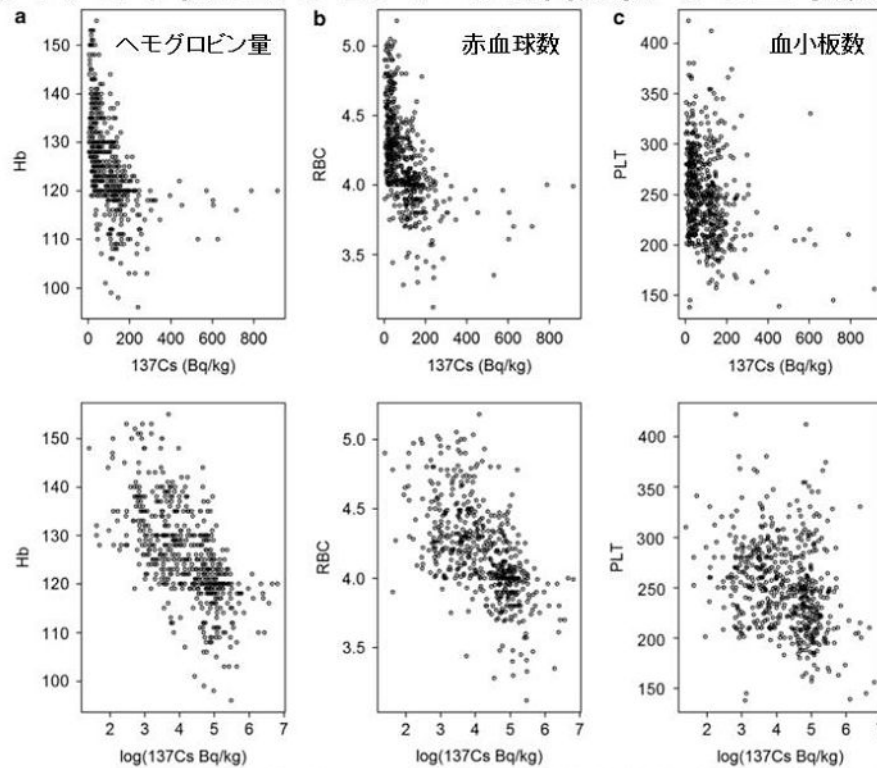 a
ヘモグロビン量
Hb
150
140
130
120
110
100
0 200 400 600 800
137Cs (Bq/kg)
b
赤血球数
RBC
5.0
4.5
4.0
3.5
0 200 400 600 800
137Cs (Bq/kg)
c
血小板数
PLT
400
350
300
250
200
150
0 200 400 600 800
137Cs (Bq/kg)
Hb
150
140
130
120
110
100
2 3 4 5 6 7
log(137Cs Bq/kg)
RBC
5.0
4.5
4.0
3.5
2 3 4 5 6 7
log(137Cs Bq/kg)
PLT
400
350
300
250
200
150
2 3 4 5 6 7
log(137Cs Bq/kg)